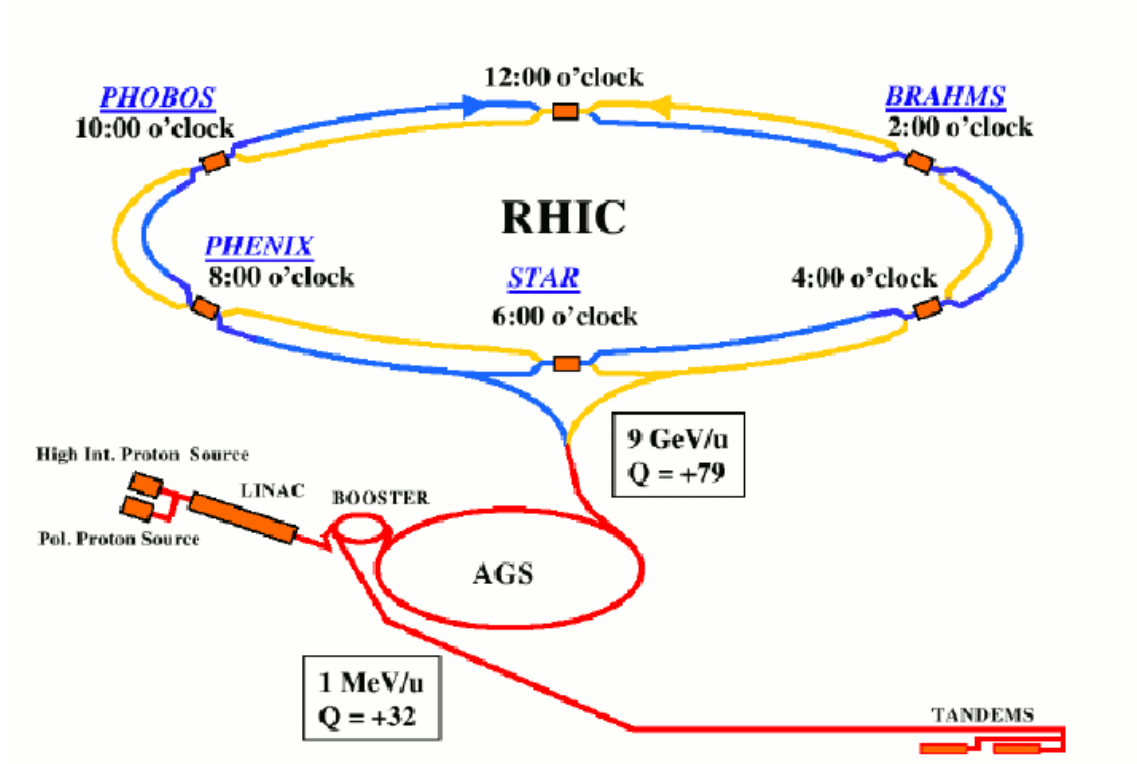 12:00 o'clock
PHOBOS
10:00 o'clock
BRAHMS
2:00 o'clock
RHIC
PHENIX
8:00 o'clock
STAR
6:00 o'clock
4:00 o'clock
9 GeV/u
Q = +79
High Int. Proton Source
LINAC
BOOSTER
Pol. Proton Source
AGS
1 MeV/u
Q = +32
TANDEMS